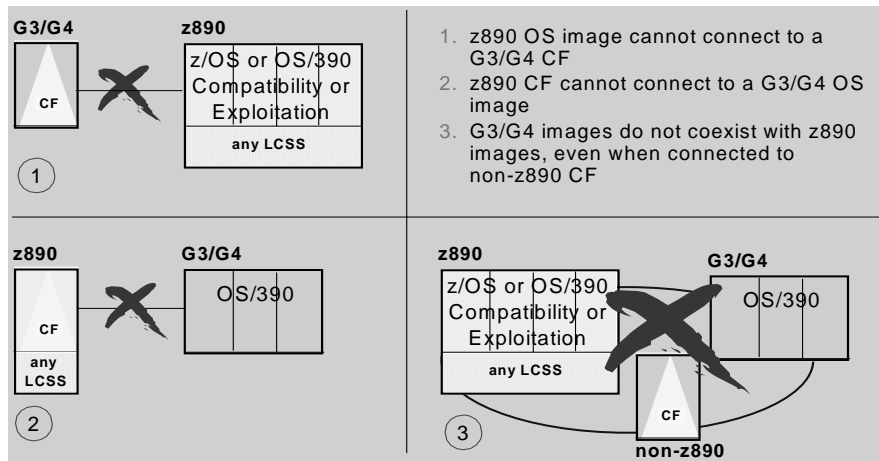 G3/G4
z890
z/OS or OS/390
Compatibility or
Exploitation
CF
any LCSS
1
1. z890 OS image cannot connect to a
G3/G4 CF
2. z890 CF cannot connect to a G3/G4 OS
image
3. G3/G4 images do not coexist with z890
images, even when connected to
non-z890 CF
z890
G3/G4
OS/390
CF
any
LCSS
2
z890
G3/G4
z/OS or OS/390
Compatibility or
Exploitation
OS/390
any LCSS
CF
3
non-z890